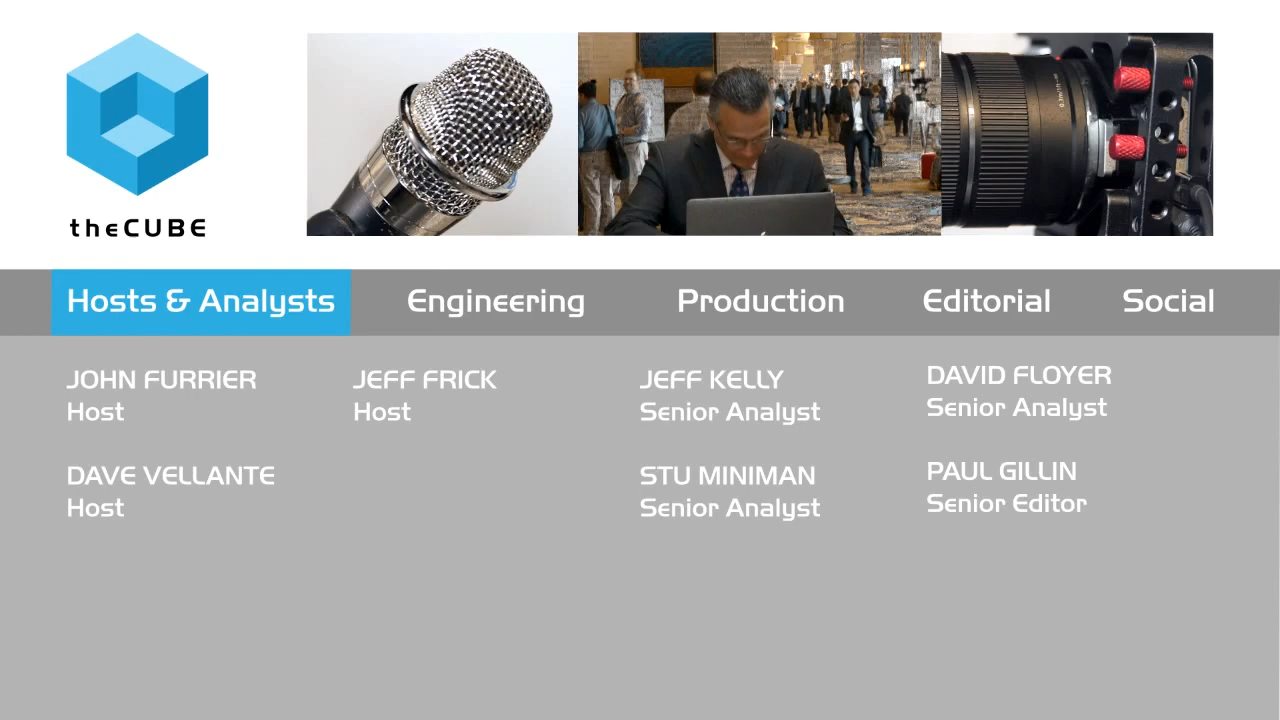 theCUBE
Hosts & Analysts
Engineering
Production
Editorial
Social
JOHN FURRIER
Host
DAVE VELLANTE
Host
JEFF FRICK
Host
JEFF KELLY
Senior Analyst
STU MINIMAN
Senior Analyst
DAVID FLOYER
Senior Analyst
PAUL GILLIN
Senior Editor